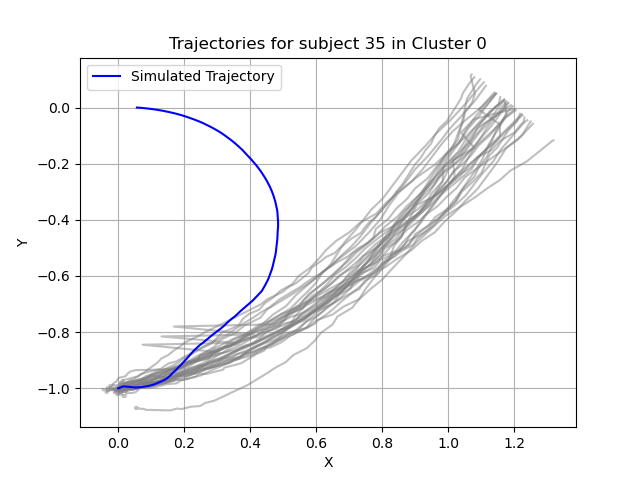 Trajectories for subject 35 in Cluster 0
Simulated Trajectory
Y
0.0
−0.2
−0.4
−0.6
−0.8
−1.0
0.0 0.2 0.4 0.6 0.8 1.0 1.2
X